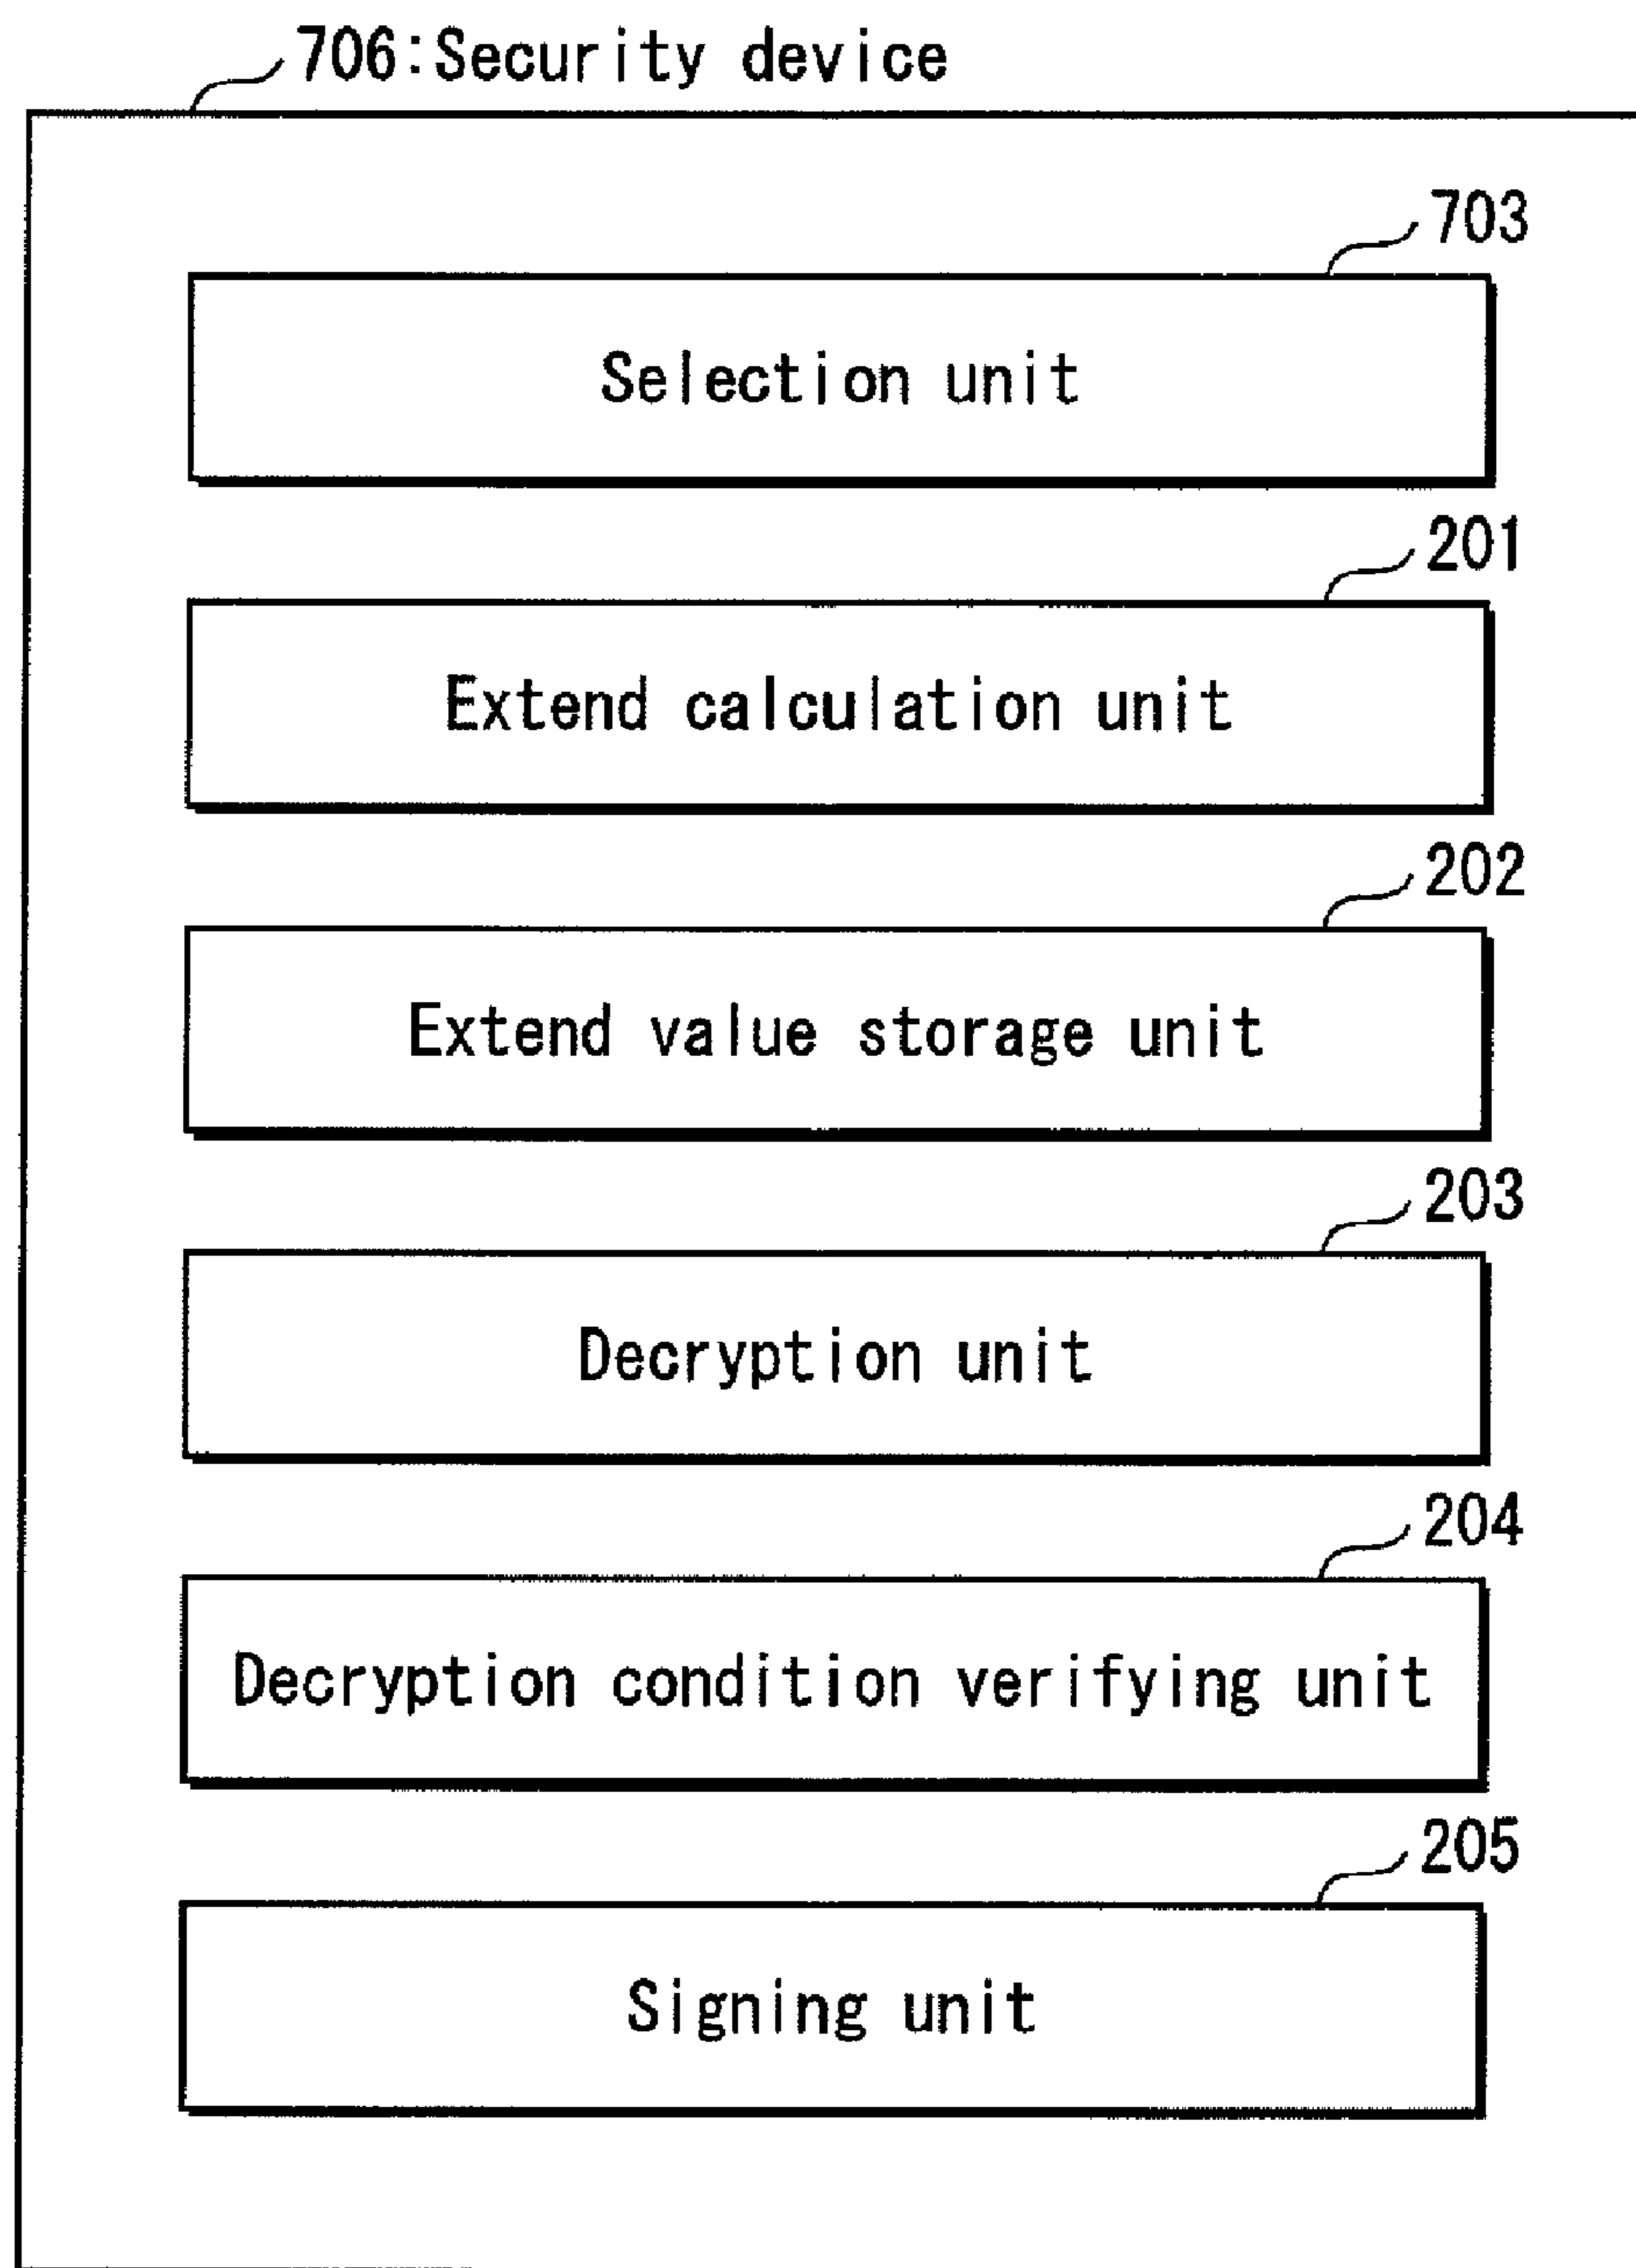 706:Security device
703
Selection unit
201
Extend calculation unit
202
Extend value storage unit
203
Decryption unit
204
Decryption condition verifying unit
205
Signing unit